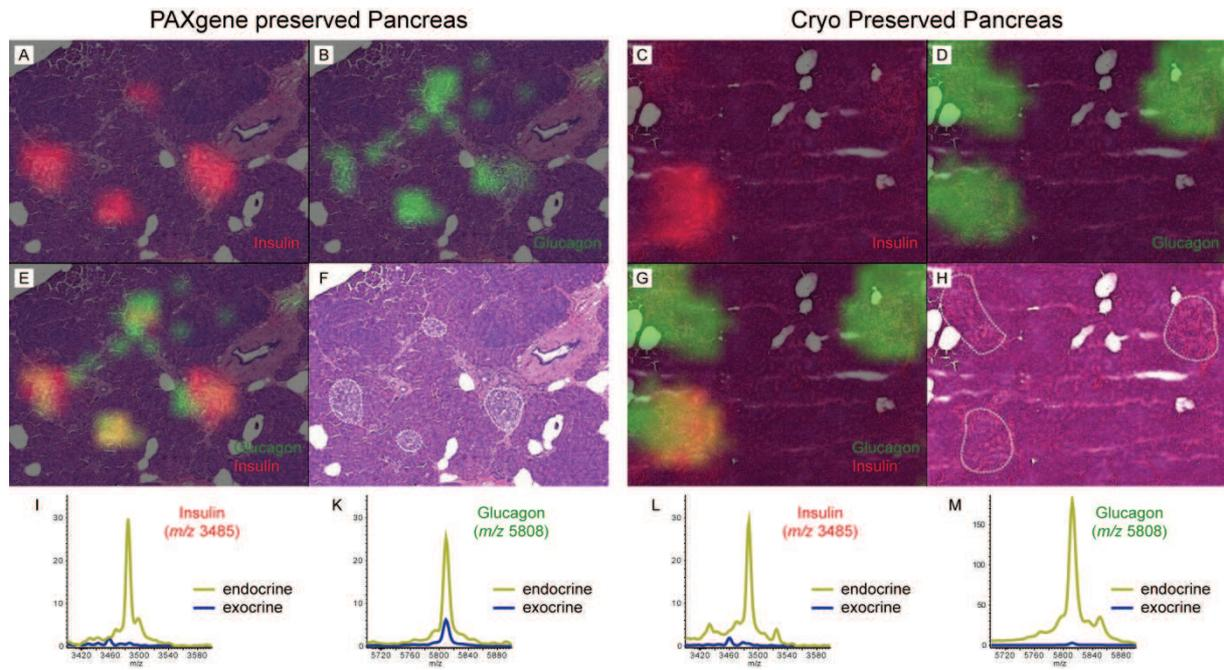 PAXgene preserved Pancreas
Cryo Preserved Pancreas
A
Insulin
B
Glucagon
C
Insulin
D
Glucagon
E
Glucagon
Insulin
F
G
Glucagon
Insulin
H
I
Insulin
(m/z 3485)
endocrine
exocrine
30
20
10
0
3420 3460 3500 3540 3580
m/z
K
Glucagon
(m/z 5808)
endocrine
exocrine
30
20
10
0
5720 5760 5800 5840 5880
m/z
L
Insulin
(m/z 3485)
endocrine
exocrine
30
20
10
0
3420 3460 3500 3540 3580
m/z
M
Glucagon
(m/z 5808)
endocrine
exocrine
150
100
50
0
5720 5760 5800 5840 5880
m/z